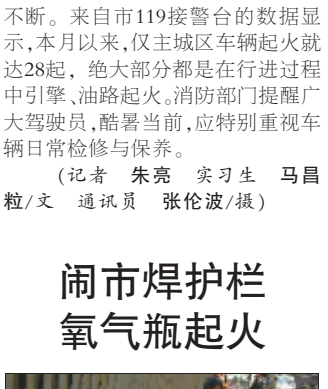 不断。来自市119接警台的数据显
示,本月以来,仅主城区车辆起火就
达28起，绝大部分都是在行进过程
中引擎、油路起火。消防部门提醒广
大驾驶员,酷暑当前,应特别重视车
辆日常检修与保养。
(记者 朱亮 实习生 马昌
粒/文 通讯员 张伦波/摄)
闹市焊护栏
氧气瓶起火